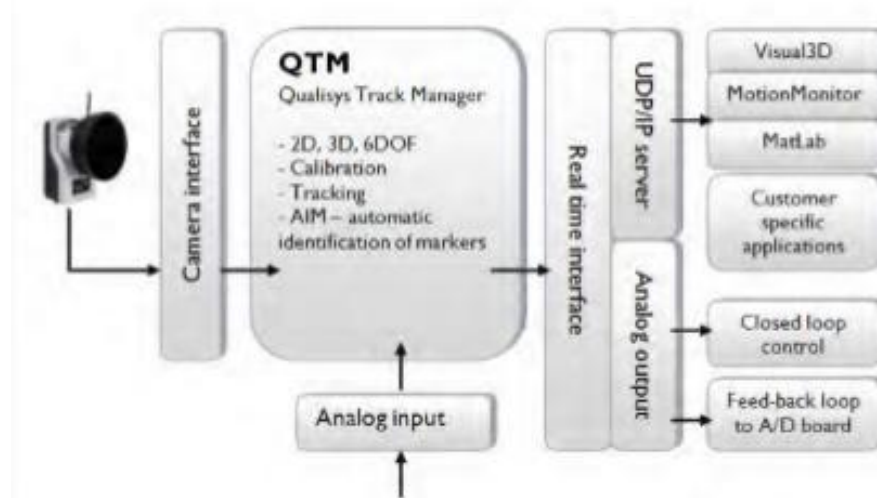 Camera interface
QTM
Qualisys Track Manager
- 2D, 3D, 6DOF
- Calibration
- Tracking
- AIM – automatic
identification of markers
Analog input
Real time interface
UDP/IP server
Analog output
Visual3D
MotionMonitor
MatLab
Customer
specific
applications
Closed loop
control
Feed-back loop
to A/D board